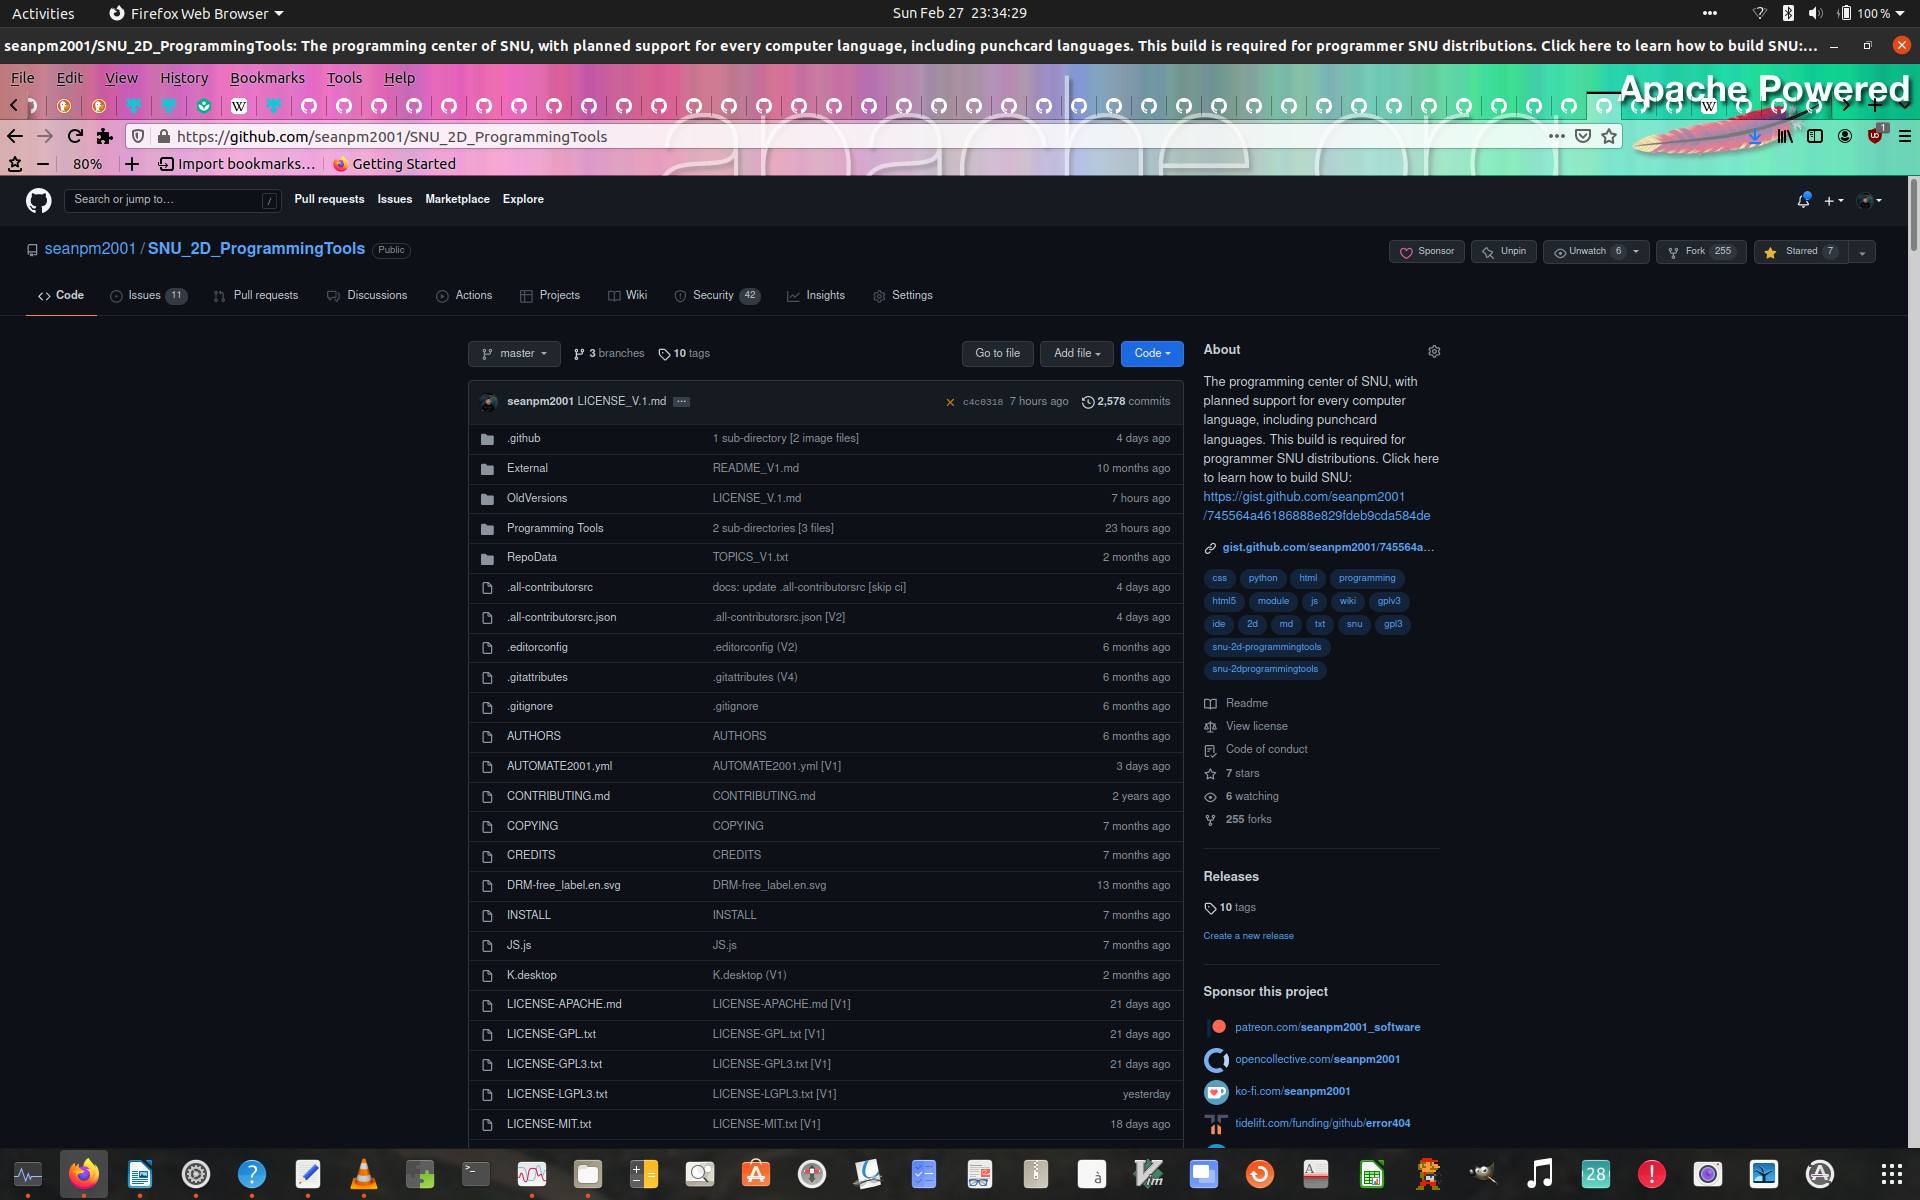 Activities
Firefox Web Browser
Sun Feb 27 23:34:29
100 %
seanpm2001/SNU_2D_ProgrammingTools: The programming center of SNU, with planned support for every computer language, including punchcard languages. This build is required for programmer SNU distributions. Click here to learn how to build SNU:...
File Edit View History Bookmarks Tools Help
Apache Powered
https://github.com/seanpm2001/SNU_2D_ProgrammingTools
80%
Import bookmarks...
Getting Started
Search or jump to...
/
Pull requests Issues Marketplace Explore
seanpm2001 / SNU_2D_ProgrammingTools Public
Sponsor Unpin Unwatch 6 Fork 255 Starred 7
Code Issues 11 Pull requests Discussions Actions Projects Wiki Security 42 Insights Settings
master 3 branches 10 tags Go to file Add file Code
seanpm2001 LICENSE_V.1.md ... c4c0318 7 hours ago 2,578 commits
.github 1 sub-directory [2 image files] 4 days ago
External README_V1.md 10 months ago
OldVersions LICENSE_V.1.md 7 hours ago
Programming Tools 2 sub-directories [3 files] 23 hours ago
RepoData TOPICS_V1.txt 2 months ago
.all-contributorsrc docs: update .all-contributorsrc [skip ci] 4 days ago
.all-contributorsrc.json .all-contributorsrc.json [V2] 4 days ago
.editorconfig .editorconfig (V2) 6 months ago
.gitattributes .gitattributes (V4) 6 months ago
.gitignore .gitignore 6 months ago
AUTHORS AUTHORS 6 months ago
AUTOMATE2001.yml AUTOMATE2001.yml [V1] 3 days ago
CONTRIBUTING.md CONTRIBUTING.md 2 years ago
COPYING COPYING 7 months ago
CREDITS CREDITS 7 months ago
DRM-free_label.en.svg DRM-free_label.en.svg 13 months ago
INSTALL INSTALL 7 months ago
JS.js JS.js 7 months ago
K.desktop K.desktop (V1) 2 months ago
LICENSE-APACHE.md LICENSE-APACHE.md [V1] 21 days ago
LICENSE-GPL.txt LICENSE-GPL.txt [V1] 21 days ago
LICENSE-GPL3.txt LICENSE-GPL3.txt [V1] 21 days ago
LICENSE-LGPL3.txt LICENSE-LGPL3.txt [V1] yesterday
LICENSE-MIT.txt LICENSE-MIT.txt [V1] 18 days ago
About
The programming center of SNU, with
planned support for every computer
language, including punchcard
languages. This build is required for
programmer SNU distributions. Click here
to learn how to build SNU:
https://gist.github.com/seanpm2001
/745564a46186888e829fdeb9cda584de
gist.github.com/seanpm2001/745564a...
css python html programming
html5 module js wiki gplv3
ide 2d md txt snu gpl3
snu-2d-programmingtools
snu-2dprogrammingtools
Readme
View license
Code of conduct
7 stars
6 watching
255 forks
Releases
10 tags
Create a new release
Sponsor this project
patreon.com/seanpm2001_software
opencollective.com/seanpm2001
ko-fi.com/seanpm2001
tidelift.com/funding/github/error404
28